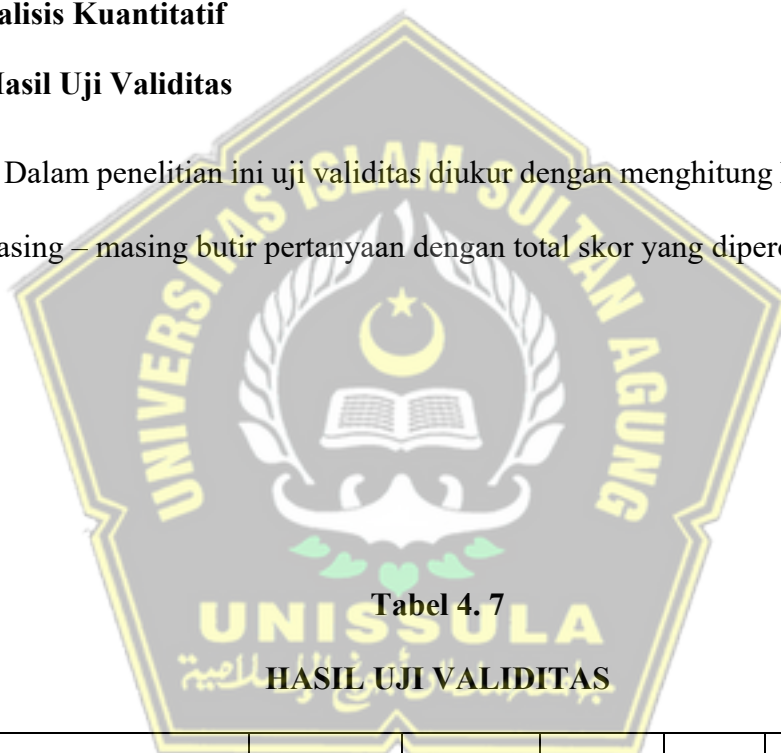 alisis Kuantitatif
Hasil Uji Validitas
Dalam penelitian ini uji validitas diukur dengan menghitung
asing – masing butir pertanyaan dengan total skor yang dipero
UNIVERSITAS ISLAM SULTAN AGUNG
Tabel 4. 7
UNISSULA
HASIL UJI VALIDITAS